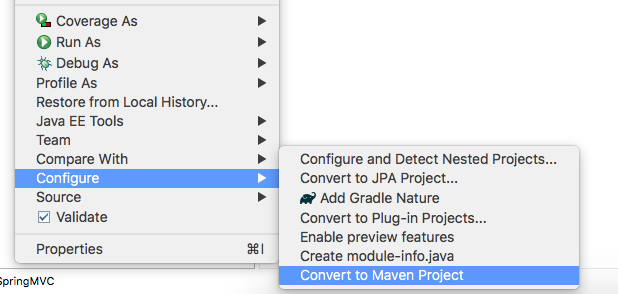 Coverage As
Run As
Debug As
Profile As
Restore from Local History...
Java EE Tools
Team
Compare With
Configure
Source
Validate
Properties ⌘I
Configure and Detect Nested Projects...
Convert to JPA Project...
Add Gradle Nature
Convert to Plug-in Projects...
Enable preview features
Create module-info.java
Convert to Maven Project
SpringMVC